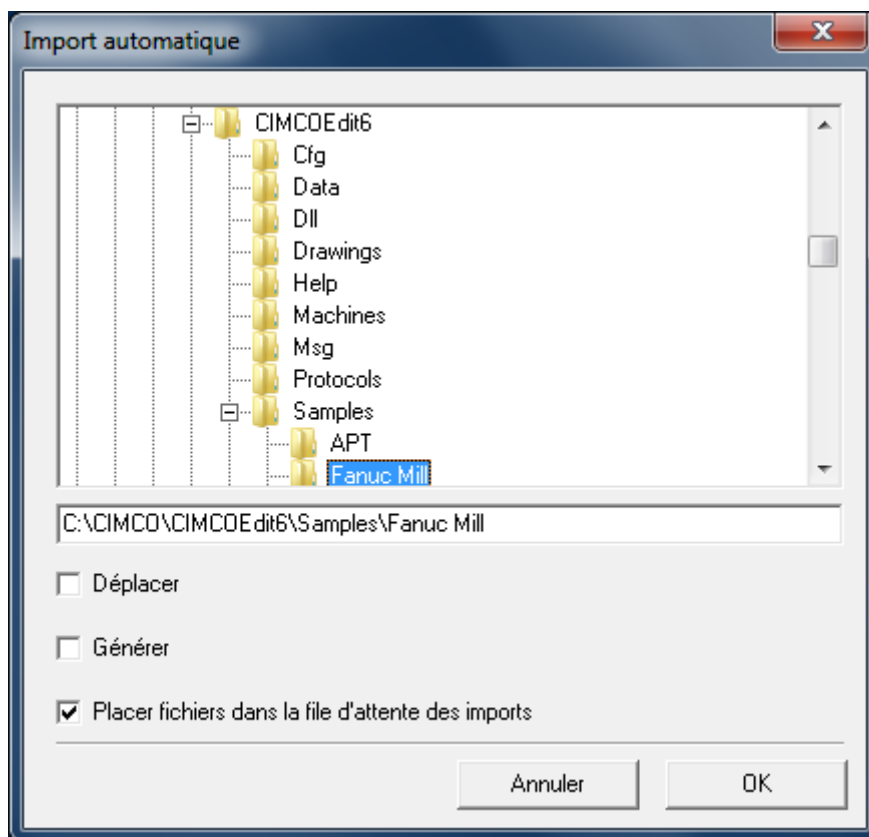 Import automatique
CIMCOEdit6
Cfg
Data
Dll
Drawings
Help
Machines
Msg
Protocols
Samples
APT
Fanuc Mill
C:\CIMCO\CIMCOEdit6\Samples\Fanuc Mill
Déplacer
Générer
Placer fichiers dans la file d'attente des imports
Annuler OK